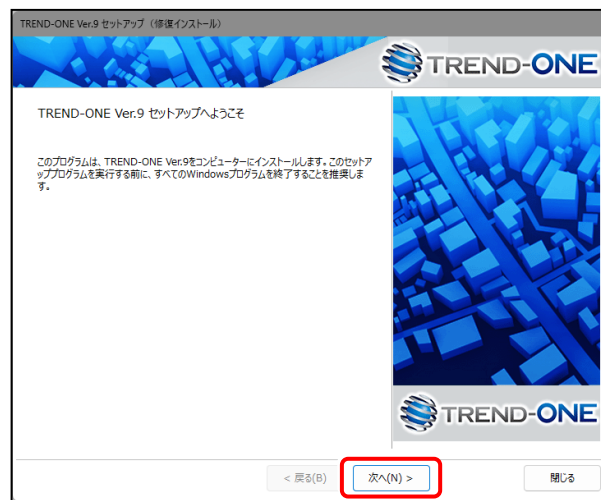 TREND-ONE Ver.9 セットアップ（修復インストール）
TREND-ONE
TREND-ONE Ver.9 セットアップへようこそ
このプログラムは、TREND-ONE Ver.9をコンピューターにインストールします。このセットア
ッププログラムを実行する前に、すべてのWindowsプログラムを終了することを推奨しま
す。
TREND-ONE
< 戻る(B)
次へ(N) >
閉じる